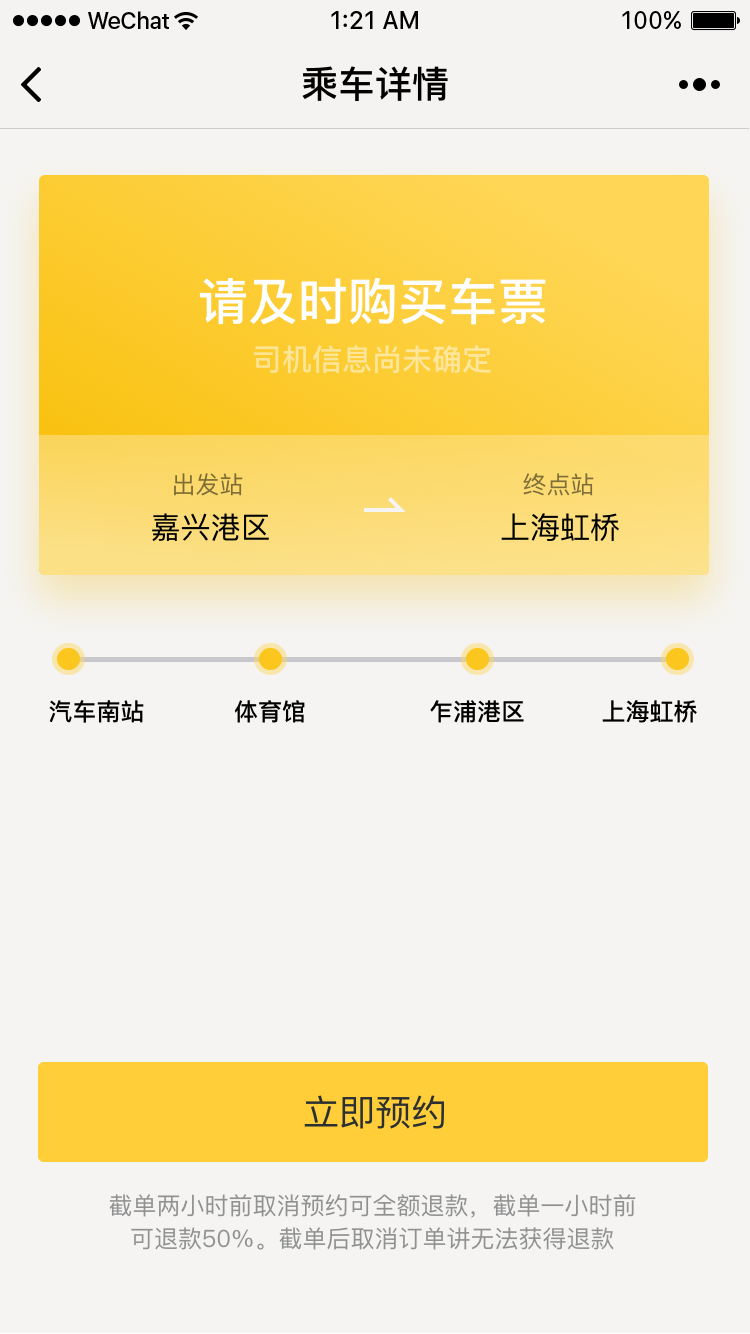 WeChat 1:21 AM 100%
乘车详情
请及时购买车票
司机信息尚未确定
出发站 终点站
嘉兴港区 上海虹桥
汽车南站 体育馆 乍浦港区 上海虹桥
立即预约
截单两小时前取消预约可全额退款，截单一小时前
可退款50%。截单后取消订单讲无法获得退款